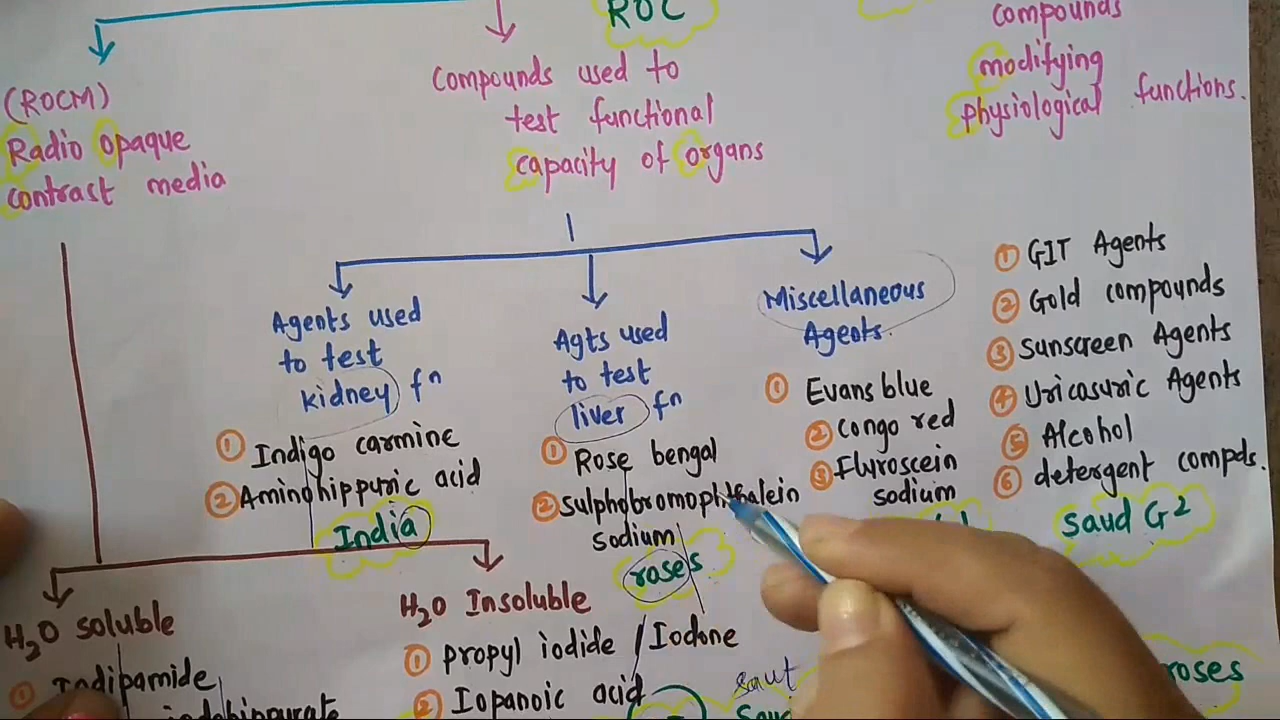 ROC
(ROCM)
Radio opaque
contrast media
Compounds used to
test functional
capacity of organs
compounds
modifying
physiological functions.
Agents used
to test
kidney fn
① Indigo carmine
② Aminohippuric acid
India
Agts used
to test
liver fn
① Rose bengal
② sulphobromophthalein
sodium
roses
Miscellaneous
Agents.
① Evans blue
② Congo red
③ Fluroscein
sodium
① GIT Agents
② Gold compounds
③ Sunscreen Agents
④ Uricasuric Agents
⑤ Alcohol
⑥ detergent compds.
Saud G2
H2O soluble
① Iodipamide
H2O Insoluble
① propyl iodide / Iodone
② Iopanoic acid
saut
roses